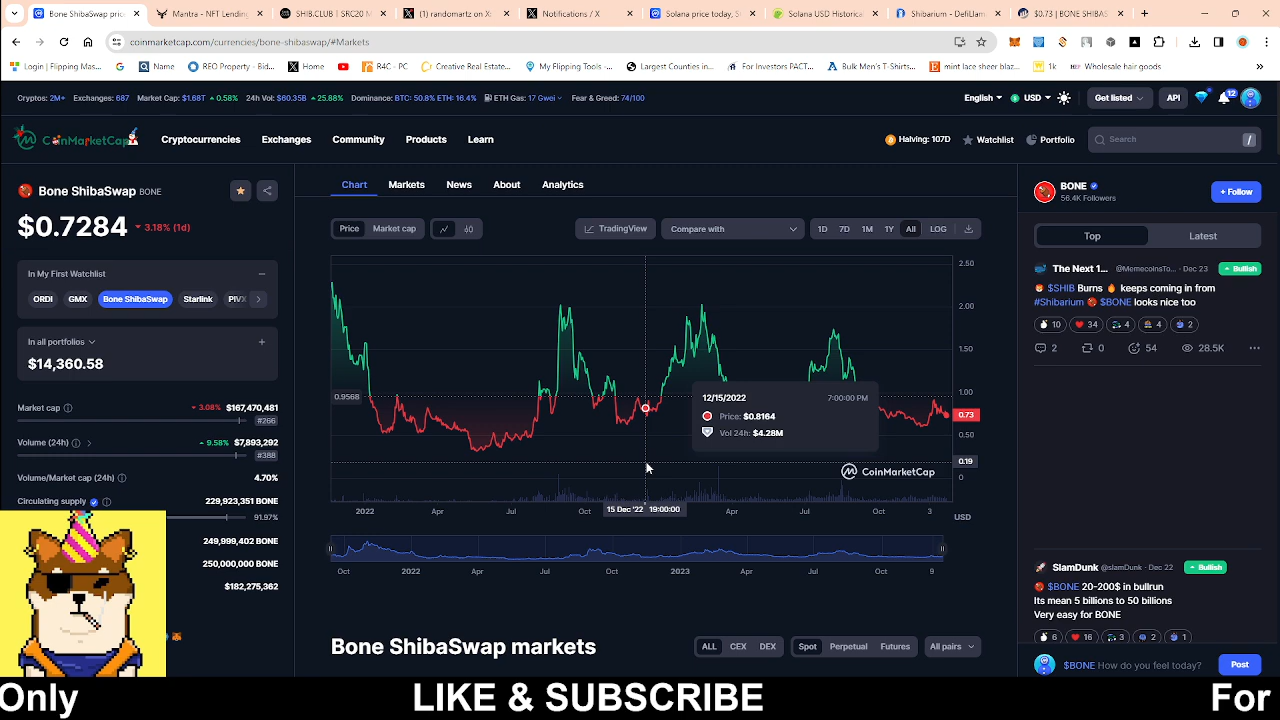 Bone ShibaSwap pric
Mantra - NFT Lending
SHIB.CLUB | SRC20 M
(1) nomartz on X:
Notifications / X
Solana price today,
Solana USD Historica
Shibarium - DefiLlam
$0.73 | BONE SHIBAS
coinmarketcap.com/currencies/bone-shibaswap/#Markets
Login | Flipping Mas...
Name
REO Property - Bid...
Home
R4C - PC
Creative Real Estate...
My Flipping Tools -...
Largest Counties in...
For Investors PACT...
Bulk Men's T-Shirts...
mint lace sheer blaz...
1k
Wholesale hair goods
Cryptos: 2M+ Exchanges: 687 Market Cap: $1.68T 0.58% 24h Vol: $60.35B 25.88% Dominance: BTC: 50.8% ETH: 16.4% ETH Gas: 17 Gwei Fear & Greed: 74/100
English USD Get listed API 12
CoinMarketCap
Cryptocurrencies Exchanges Community Products Learn
Halving: 107D Watchlist Portfolio Search /
Bone ShibaSwap BONE
$0.7284 3.18% (1d)
In My First Watchlist
ORDI GMX Bone ShibaSwap Starlink PIVX
In all portfolios
$14,360.58
Market cap 3.08% $167,470,481
#266
Volume (24h) 9.58% $7,893,292
#388
Volume/Market cap (24h) 4.70%
Circulating supply 229,923,351 BONE
91.97%
249,999,402 BONE
250,000,000 BONE
$182,275,362
Chart Markets News About Analytics
Price Market cap
TradingView Compare with
1D 7D 1M 1Y All LOG
2.50
2.00
1.50
1.00
0.73
0.50
0.19
0
0.9568
12/15/2022 7:00:00 PM
Price: $0.8164
Vol 24h: $4.28M
CoinMarketCap
2022 Apr Jul Oct 15 Dec '22 19:00:00 Apr Jul Oct 3 USD
Oct 2022 Apr Jul Oct 2023 Apr Jul Oct 9
Bone ShibaSwap markets
ALL CEX DEX Spot Perpetual Futures All pairs
BONE
56.4K Followers
+ Follow
Top Latest
The Next 1... @MemecoinsTo... · Dec 23 Bullish
$SHIB Burns 🔥 keeps coming in from
#Shibarium $BONE looks nice too
10 34 4 4 2
2 0 54 28.5K
SlamDunk @slamDunk · Dec 22 Bullish
$BONE 20-200$ in bullrun
Its mean 5 billions to 50 billions
Very easy for BONE
6 16 3 2 1
$BONE How do you feel today? Post
Only LIKE & SUBSCRIBE For